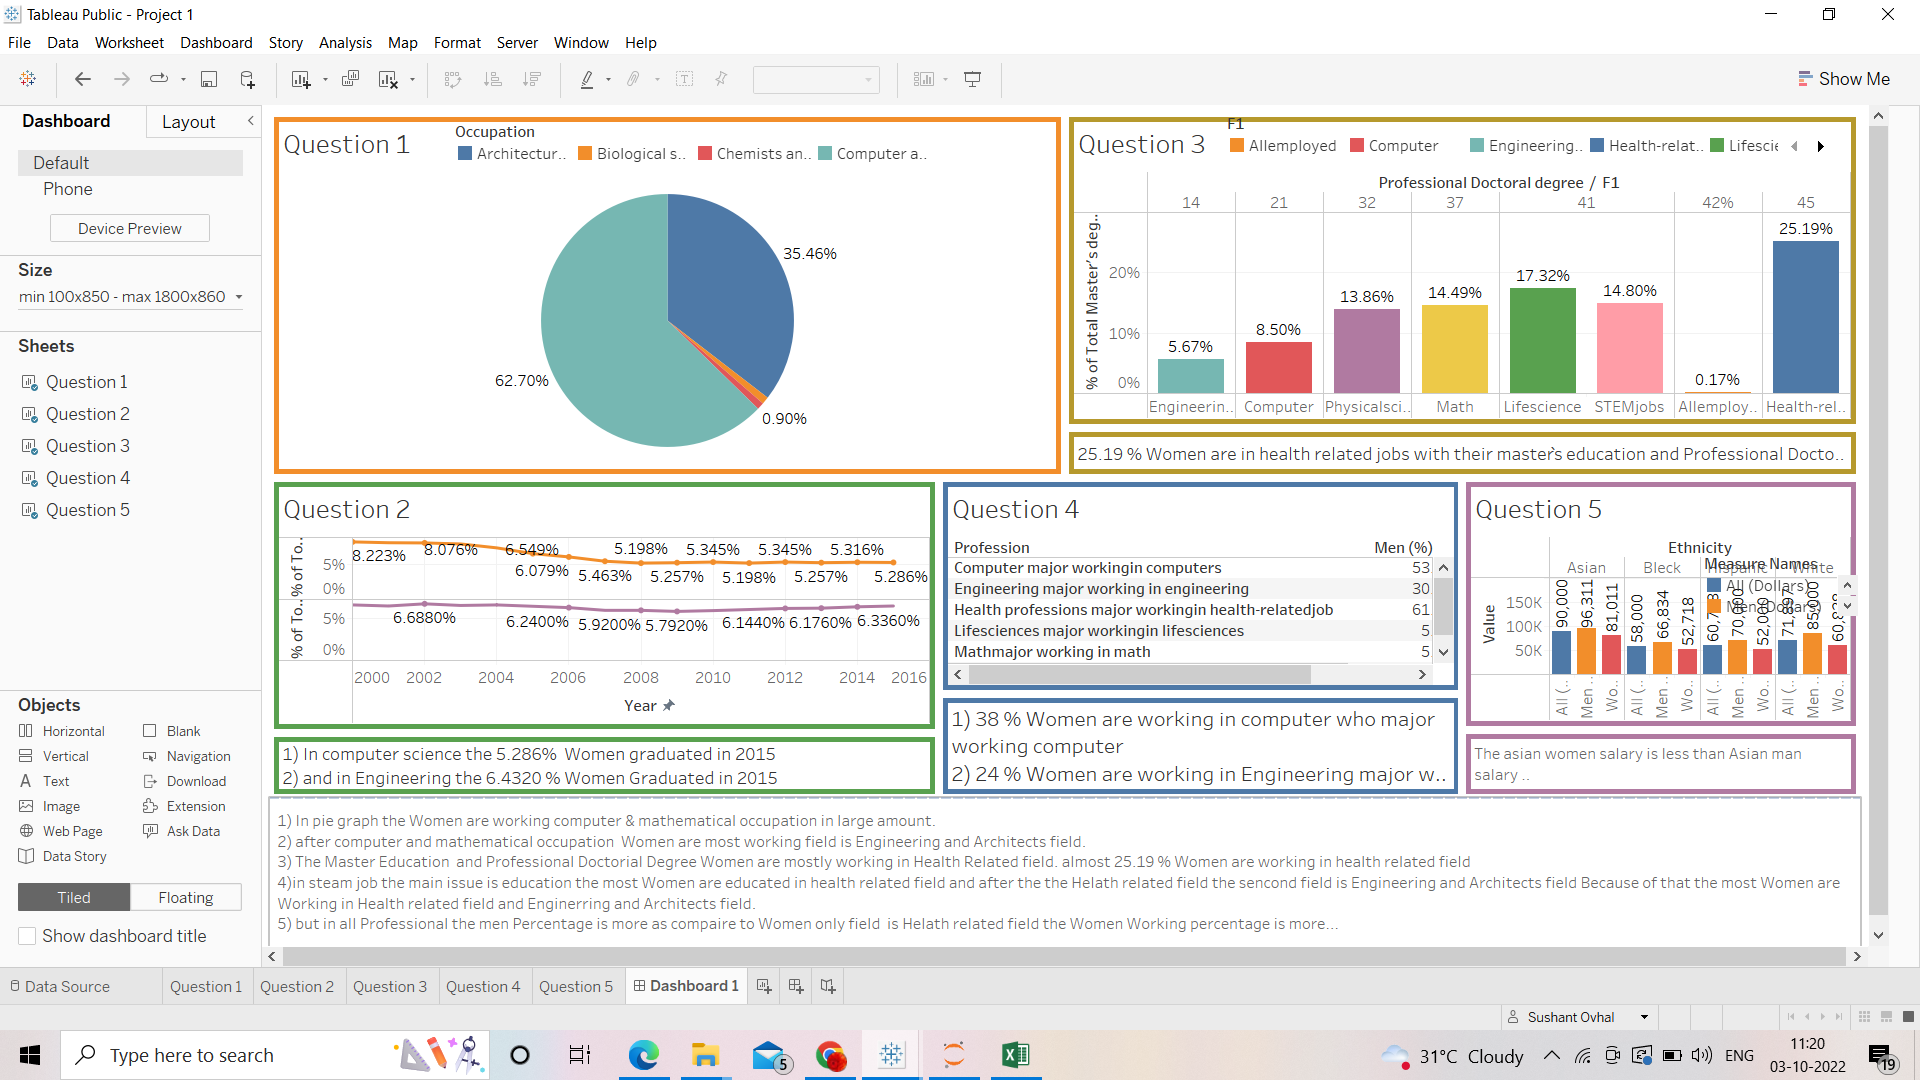 Tableau Public - Project 1
File Data Worksheet Dashboard Story Analysis Map Format Server Window Help
Show Me
Dashboard Layout
Default
Phone
Device Preview
Size
min 100x850 - max 1800x860
Sheets
Question 1
Question 2
Question 3
Question 4
Question 5
Objects
Horizontal Blank
Vertical Navigation
Text Download
Image Extension
Web Page Ask Data
Data Story
Tiled Floating
Show dashboard title
Question 1
Occupation
Architectur.. Biological s.. Chemists an.. Computer a..
35.46%
62.70%
0.90%
Question 3
F1
Allemployed Computer Engineering.. Health-relat.. Lifescie
Professional Doctoral degree / F1
14 21 32 37 41 42% 45
% of Total Master's deg..
20%
10%
0%
5.67% 8.50% 13.86% 14.49% 17.32% 14.80% 0.17% 25.19%
Engineerin.. Computer Physicalsci.. Math Lifescience STEMjobs Allemploy.. Health-rel..
25.19 % Women are in health related jobs with their master`s education and Professional Docto..
Question 2
% of To..
5%
0%
8.223% 8.076% 6.549% 6.079% 5.463% 5.198% 5.257% 5.345% 5.198% 5.345% 5.257% 5.316% 5.286%
% of To..
5%
0%
6.6880% 6.2400% 5.9200% 5.7920% 6.1440% 6.1760% 6.3360%
2000 2002 2004 2006 2008 2010 2012 2014 2016
Year
1) In computer science the 5.286% Women graduated in 2015
2) and in Engineering the 6.4320 % Women Graduated in 2015
Question 4
Profession Men (%)
Computer major workingin computers 53
Engineering major workingin engineering 30
Health professions major workingin health-relatedjob 61
Lifesciences major workingin lifesciences 5
Mathmajor working in math 5
1) 38 % Women are working in computer who major
working computer
2) 24 % Women are working in Engineering major w..
Question 5
Ethnicity
Asian Bleck Hispanic White
Measure Names
All (Dollars)
Men (Dollars)
Value
150K
100K
50K
90,000 96,311 81,011 58,000 66,834 52,718 70,000 52,060 71,897 85,000
All (.. Men .. Wo.. All (.. Men .. Wo.. All (.. Men .. Wo.. All (.. Men .. Wo..
The asian women salary is less than Asian man
salary ..
1) In pie graph the Women are working computer & mathematical occupation in large amount.
2) after computer and mathematical occupation Women are most working field is Engineering and Architects field.
3) The Master Education and Professional Doctorial Degree Women are mostly working in Health Related field. almost 25.19 % Women are working in health related field
4)in steam job the main issue is education the most Women are educated in health related field and after the the Helath related field the sencond field is Engineering and Architects field Because of that the most Women are
Working in Health related field and Enginerring and Architects field.
5) but in all Professional the men Percentage is more as compaire to Women only field is Helath related field the Women Working percentage is more...
Data Source Question 1 Question 2 Question 3 Question 4 Question 5 Dashboard 1
Sushant Ovhal
Type here to search
5
31°C Cloudy
ENG
11:20
03-10-2022
19